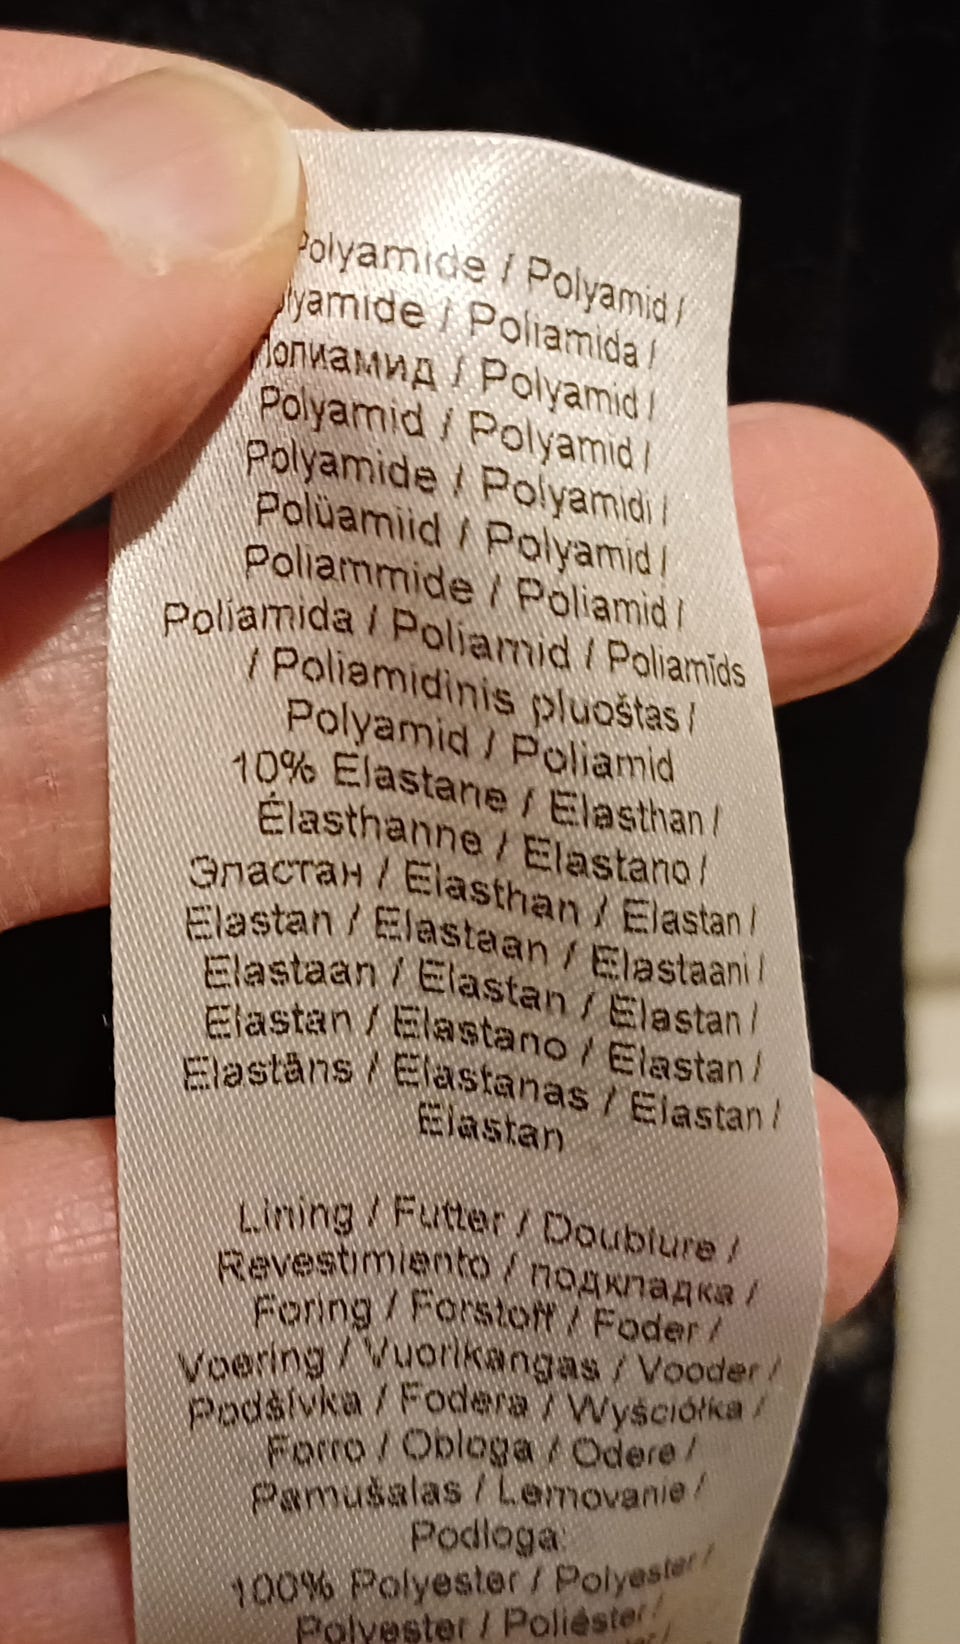 Polyamide / Polyamid /
Polyamide / Poliamida /
Полиамид / Polyamid /
Polyamid / Polyamid /
Polyamide / Polyamidi /
Polüamiid / Polyamid /
Poliammide / Póliamid /
Políamida / Poliamid / Poliamīds
/ Poliamidinis pluoštas /
Polyamid / Poliamid
10% Elastane / Elasthan /
Élasthanne / Elastano /
Эластан / Elasthan / Elastan /
Elastan / Elastaan / Elastaani /
Elastaan / Elastan / Elastan /
Elastan / Elastano / Elastan /
Elastāns / Elastanas / Elastan /
Elastan
Lining / Futter / Doublure /
Revestimiento / подкладка /
Foring / Forstoff / Foder /
Voering / Vuorikangas / Vooder /
Podšívka / Fodera / Wyściółka /
Forro / Obloga / Odere /
Pamušalas / Lemovanie /
Podloga:
100% Polyester / Polyester /
Polyester / Poliéster /